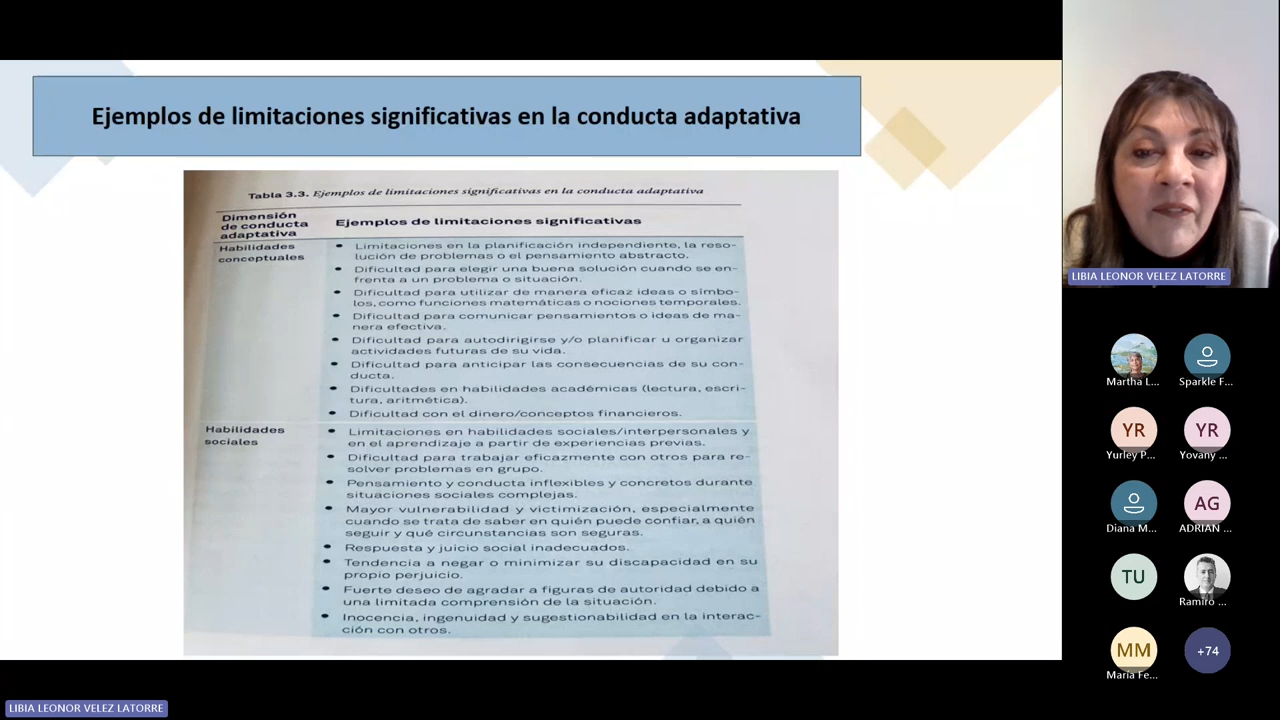 Ejemplos de limitaciones significativas en la conducta adaptativa
Tabla 3.3. Ejemplos de limitaciones significativas en la conducta adaptativa
Dimensión
de conducta
adaptativa
Ejemplos de limitaciones significativas
Habilidades
conceptuales
• Limitaciones en la planificación independiente, la reso-
lución de problemas o el pensamiento abstracto.
• Dificultad para elegir una buena solución cuando se en-
frenta a un problema o situación.
• Dificultad para utilizar de manera eficaz ideas o símbo-
los, como funciones matemáticas o nociones temporales.
• Dificultad para comunicar pensamientos o ideas de ma-
nera efectiva.
• Dificultad para autodirigirse y/o planificar u organizar
actividades futuras de su vida.
• Dificultad para anticipar las consecuencias de su con-
ducta.
• Dificultades en habilidades académicas (lectura, escri-
tura, aritmética).
• Dificultad con el dinero/conceptos financieros.
Habilidades
sociales
• Limitaciones en habilidades sociales/interpersonales y
en el aprendizaje a partir de experiencias previas.
• Dificultad para trabajar eficazmente con otros para re-
solver problemas en grupo.
• Pensamiento y conducta inflexibles y concretos durante
situaciones sociales complejas.
• Mayor vulnerabilidad y victimización, especialmente
cuando se trata de saber en quién puede confiar, a quién
seguir y qué circunstancias son seguras.
• Respuesta y juicio social inadecuados.
• Tendencia a negar o minimizar su discapacidad en su
propio perjuicio.
• Fuerte deseo de agradar a figuras de autoridad debido a
una limitada comprensión de la situación.
• Inocencia, ingenuidad y sugestionabilidad en la interac-
ción con otros.
LIBIA LEONOR VELEZ LATORRE
Martha L...
Sparkle F...
YR
Yurley P...
YR
Yovany ...
Diana M...
AG
ADRIAN ...
TU
Ramiro ...
MM
María Fe...
+74
LIBIA LEONOR VELEZ LATORRE